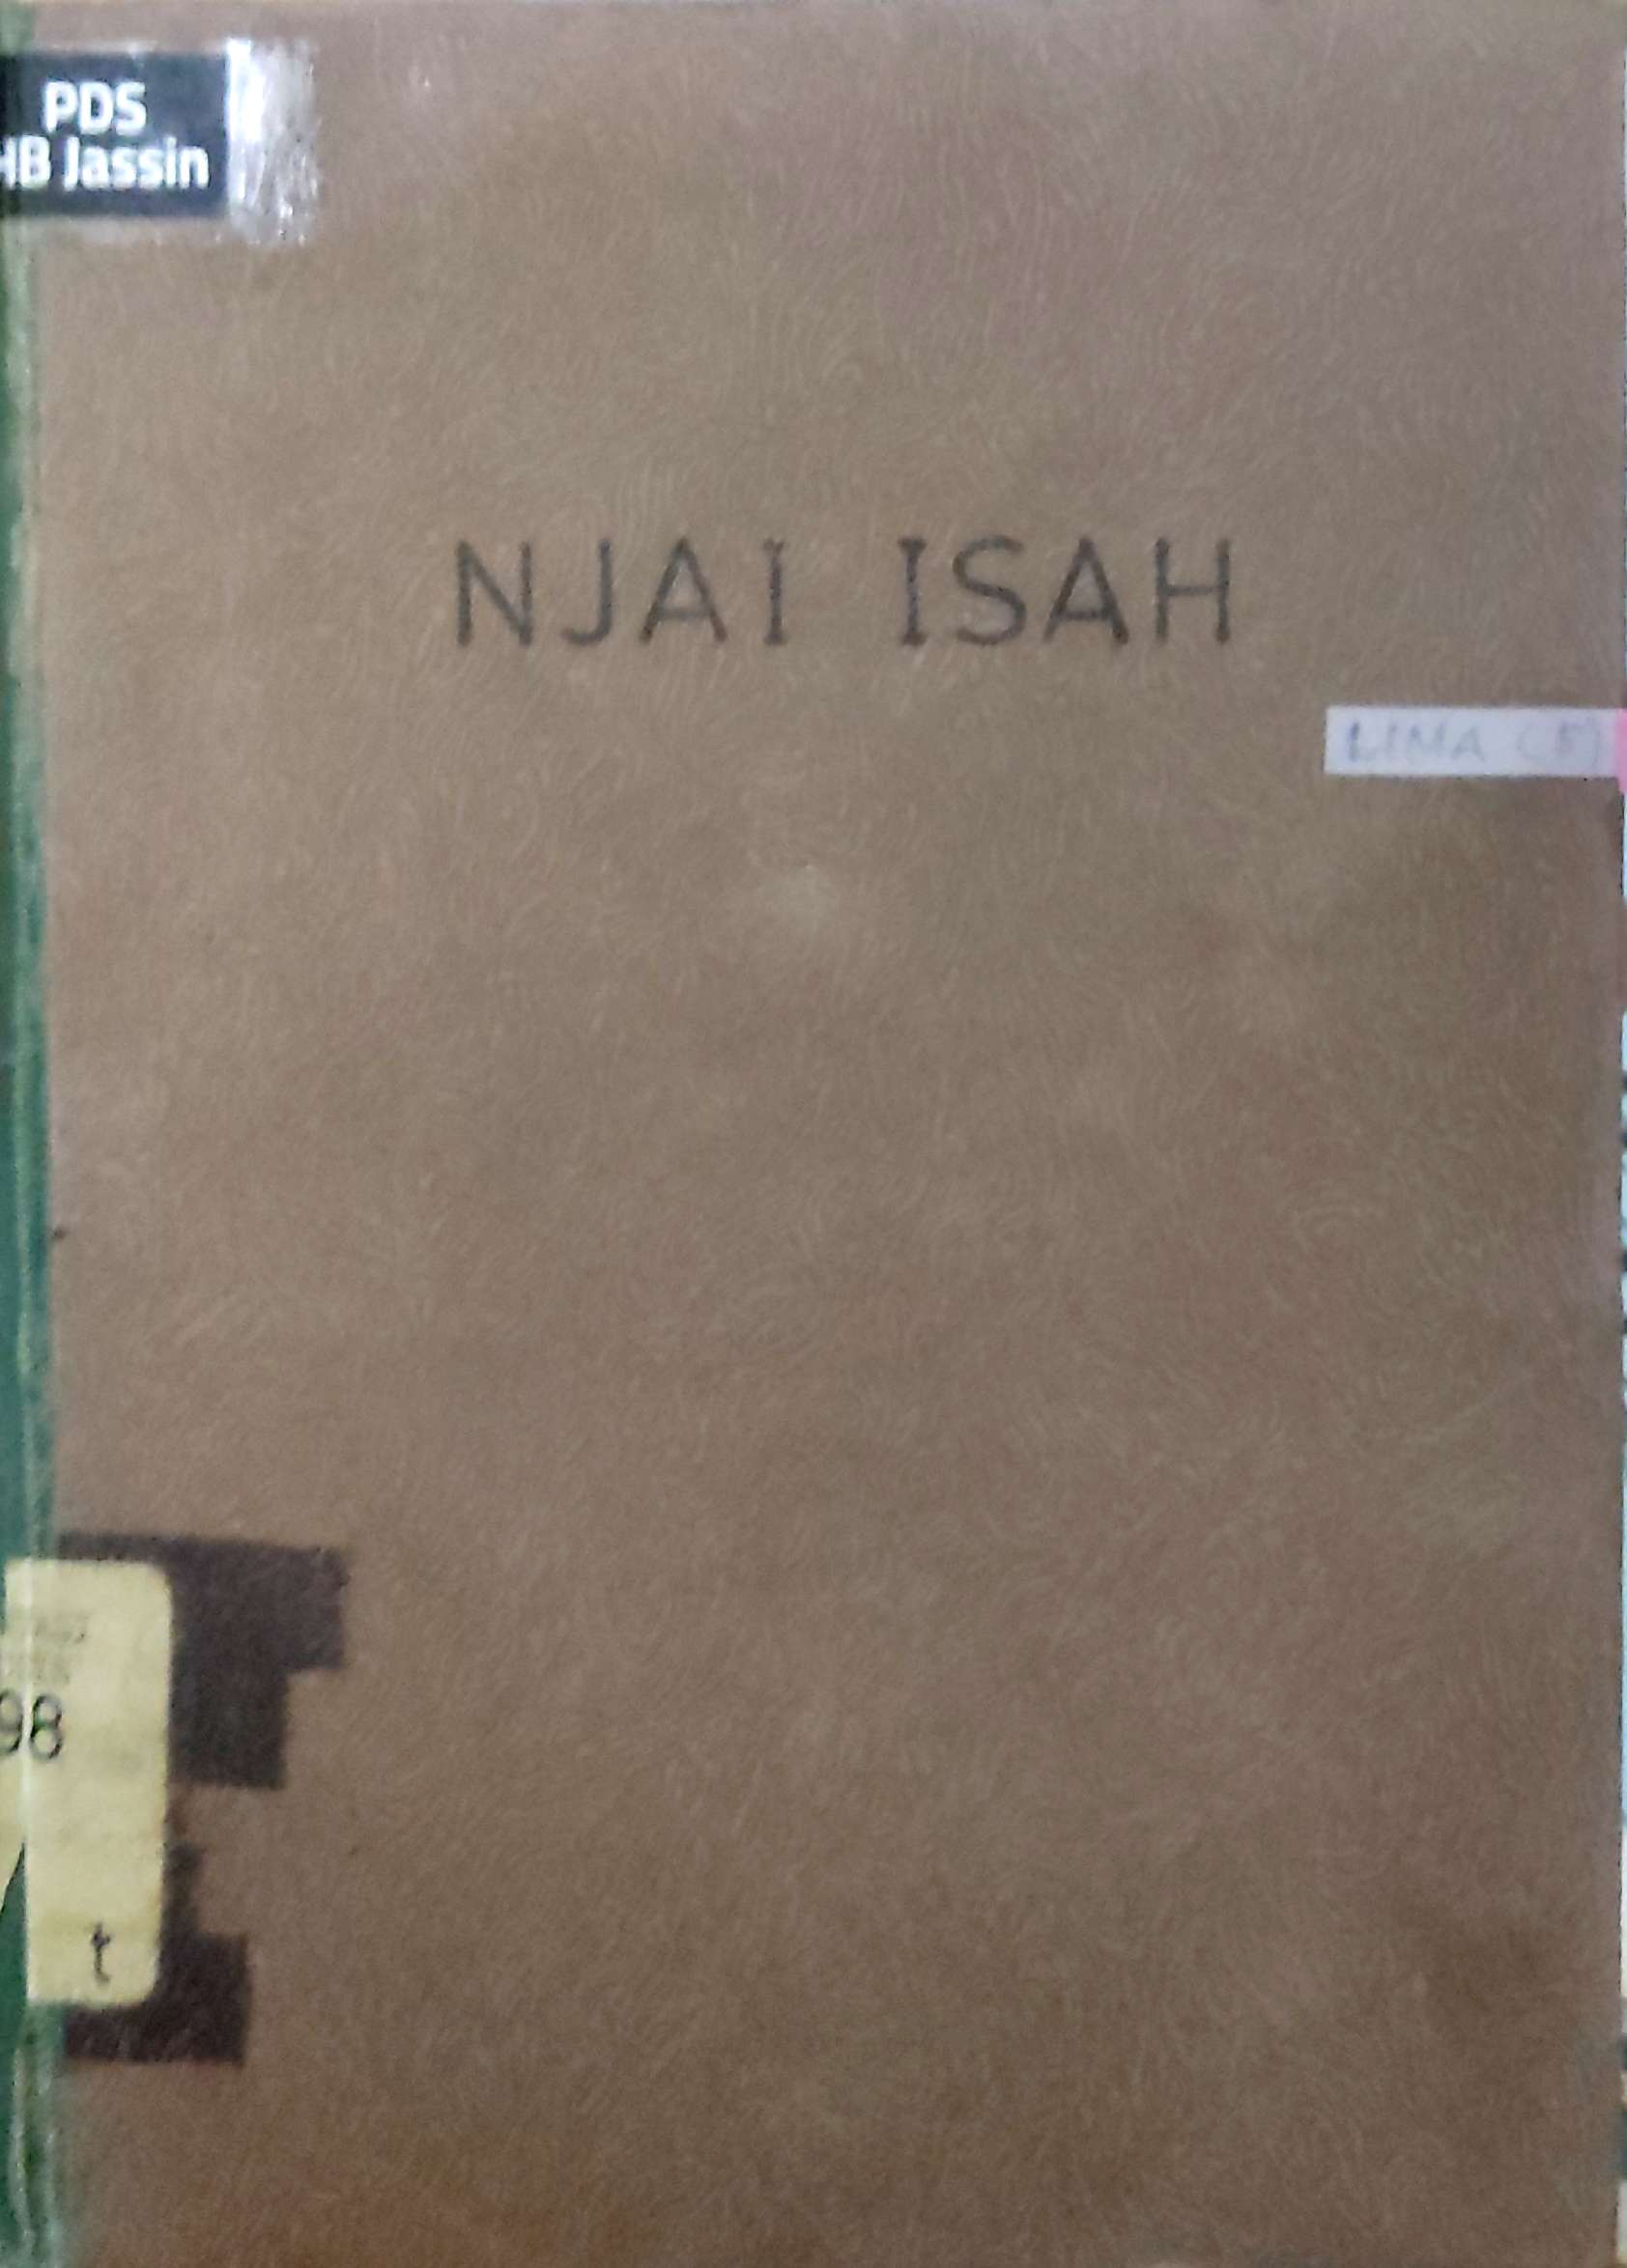 PDS
HB Jassin
NJAI ISAH
LIMA (5)
98
t